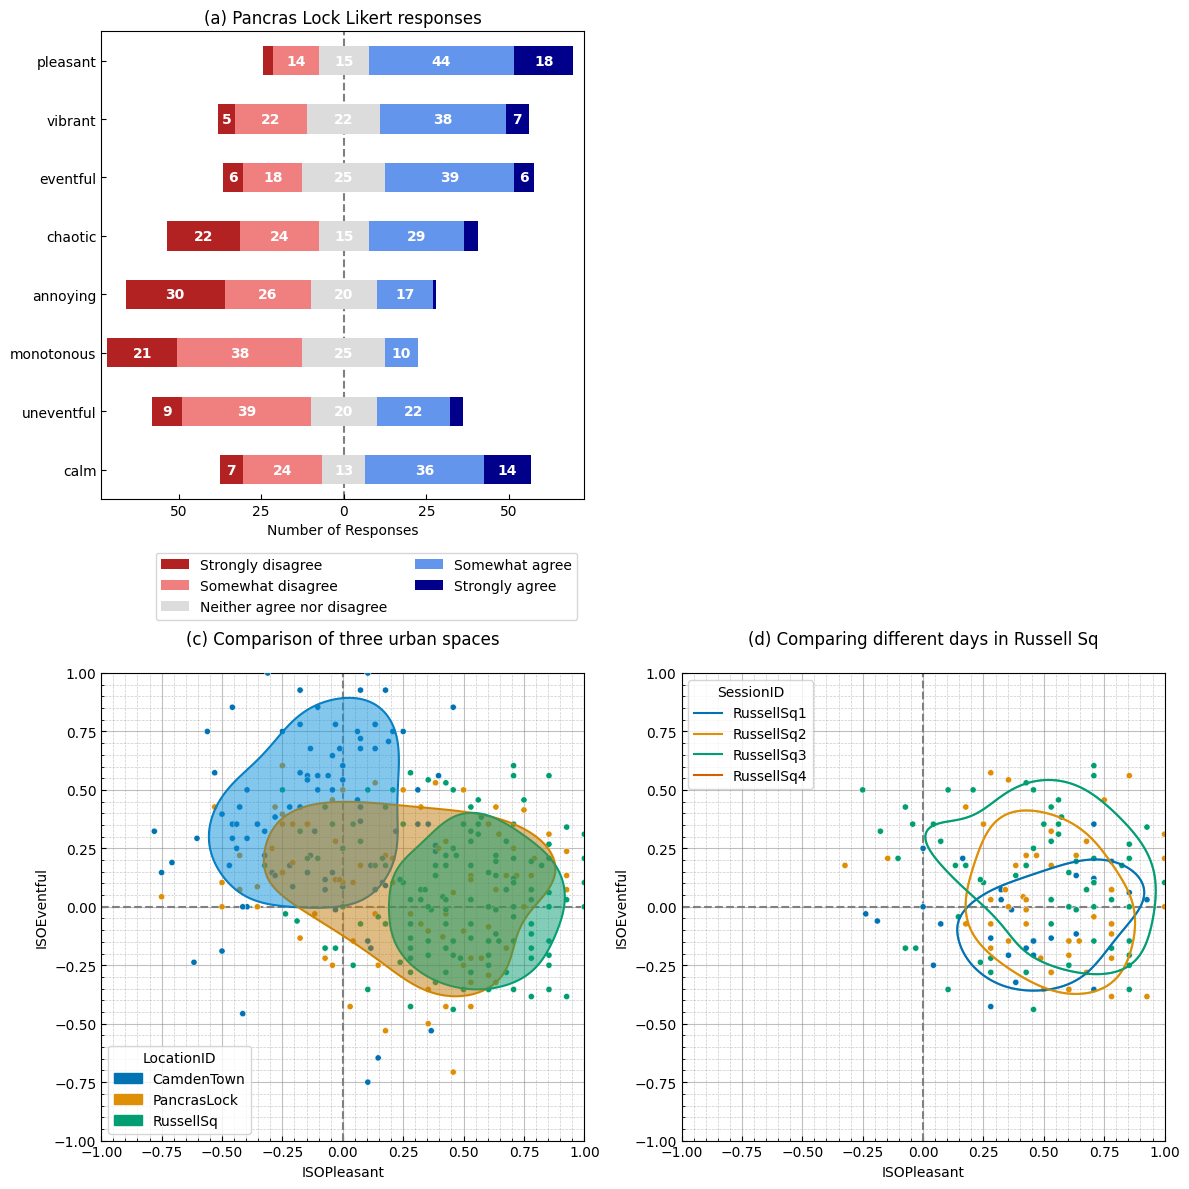 (a) Pancras Lock Likert responses
pleasant 14 15 44 18
vibrant 5 22 22 38 7
eventful 6 18 25 39 6
chaotic 22 24 15 29
annoying 30 26 20 17
monotonous 21 38 25 10
uneventful 9 39 20 22
calm 7 24 13 36 14
50 25 0 25 50
Number of Responses
Strongly disagree
Somewhat disagree
Neither agree nor disagree
Somewhat agree
Strongly agree
(c) Comparison of three urban spaces
1.00
0.75
0.50
0.25
0.00
−0.25
−0.50
−0.75
−1.00
ISOEventful
LocationID
CamdenTown
PancrasLock
RussellSq
−1.00 −0.75 −0.50 −0.25 0.00 0.25 0.50 0.75 1.00
ISOPleasant
(d) Comparing different days in Russell Sq
1.00
0.75
0.50
0.25
0.00
−0.25
−0.50
−0.75
−1.00
ISOEventful
SessionID
RussellSq1
RussellSq2
RussellSq3
RussellSq4
−1.00 −0.75 −0.50 −0.25 0.00 0.25 0.50 0.75 1.00
ISOPleasant